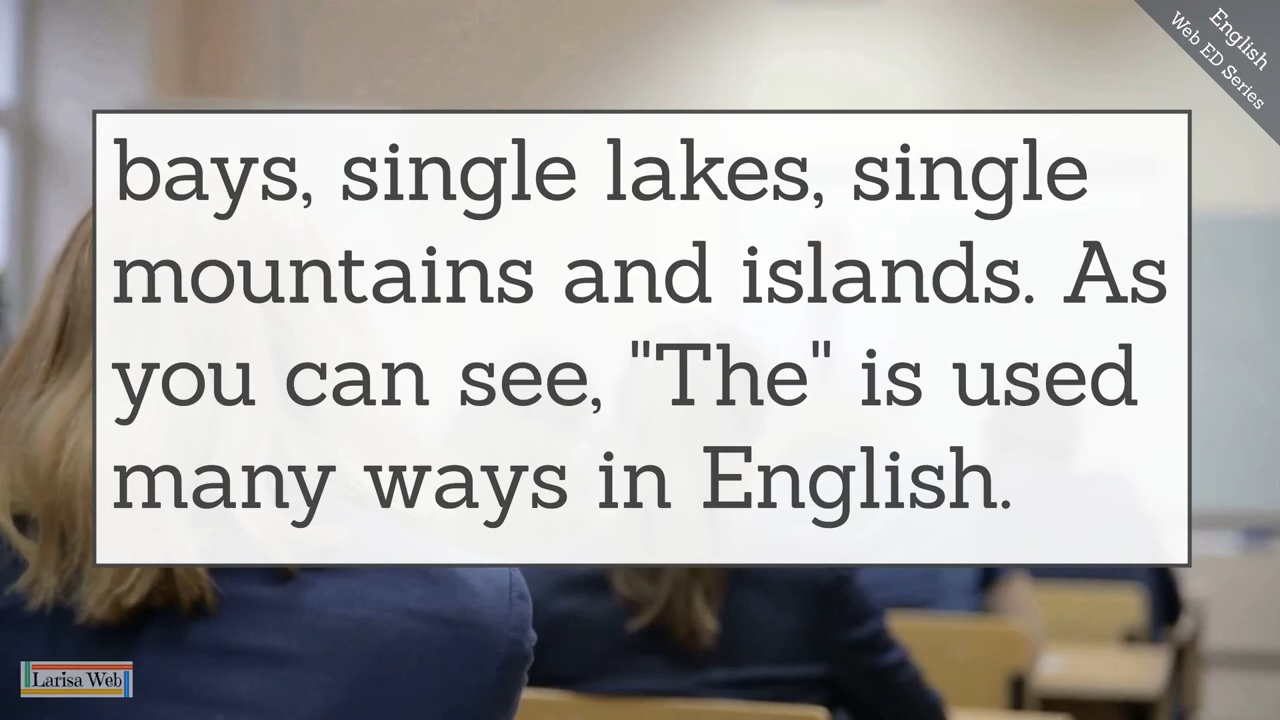 English
Web ED Series
bays, single lakes, single
mountains and islands. As
you can see, "The" is used
many ways in English.
Larisa Web